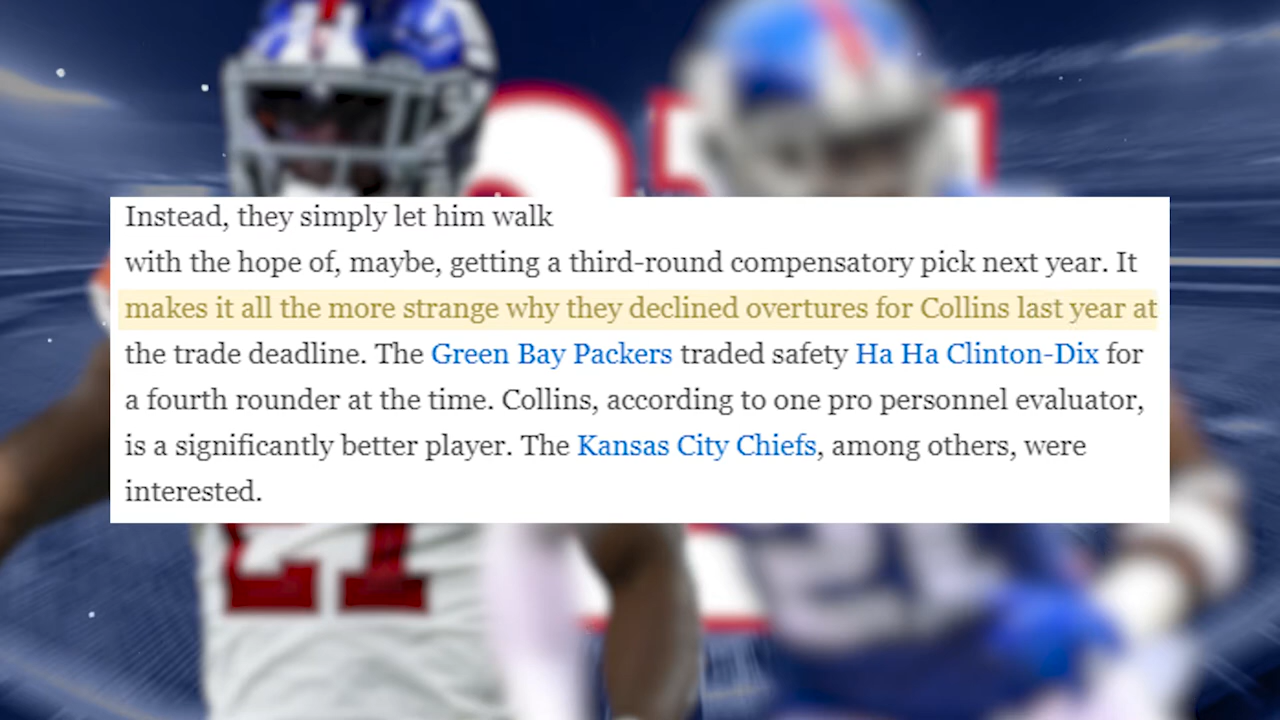 Instead, they simply let him walk
with the hope of, maybe, getting a third-round compensatory pick next year. It
makes it all the more strange why they declined overtures for Collins last year at
the trade deadline. The Green Bay Packers traded safety Ha Ha Clinton-Dix for
a fourth rounder at the time. Collins, according to one pro personnel evaluator,
is a significantly better player. The Kansas City Chiefs, among others, were
interested.
21